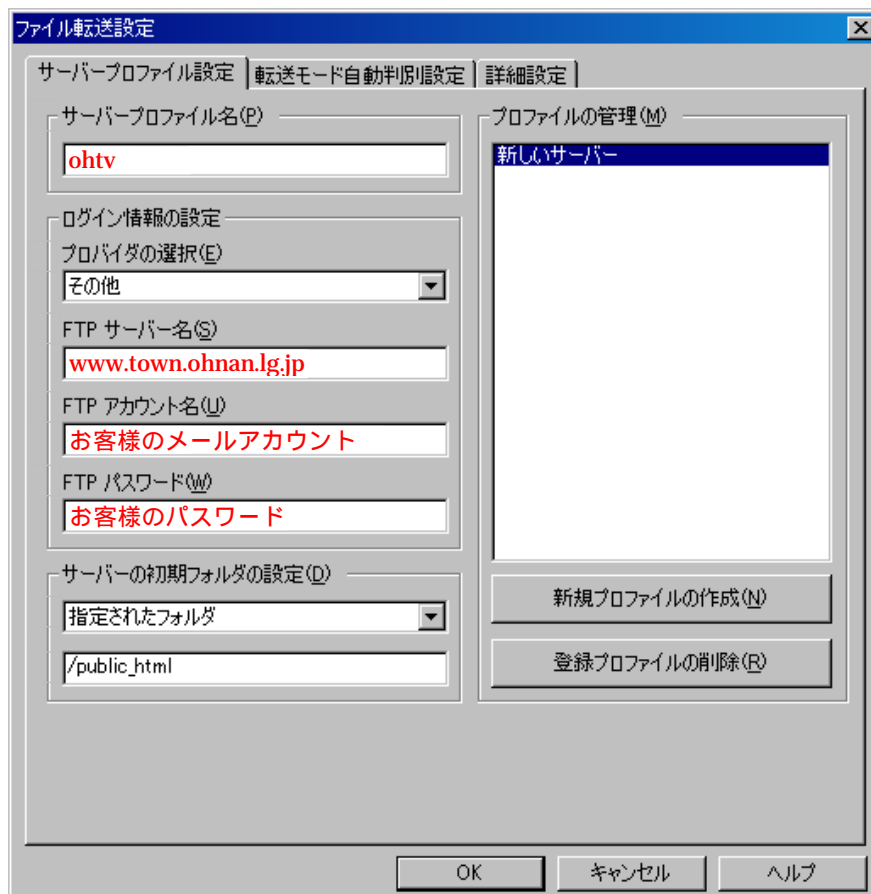 ファイル転送設定
サーバープロファイル設定
転送モード自動判別設定
詳細設定
サーバープロファイル名(P)
ohtv
ログイン情報の設定
プロバイダの選択(E)
その他
FTP サーバー名(S)
www.town.ohnan.lg.jp
FTP アカウント名(U)
お客様のメールアカウント
FTP パスワード(W)
お客様のパスワード
サーバーの初期フォルダの設定(D)
指定されたフォルダ
/public_html
プロファイルの管理(M)
新しいサーバー
新規プロファイルの作成(N)
登録プロファイルの削除(R)
OK
キャンセル
ヘルプ